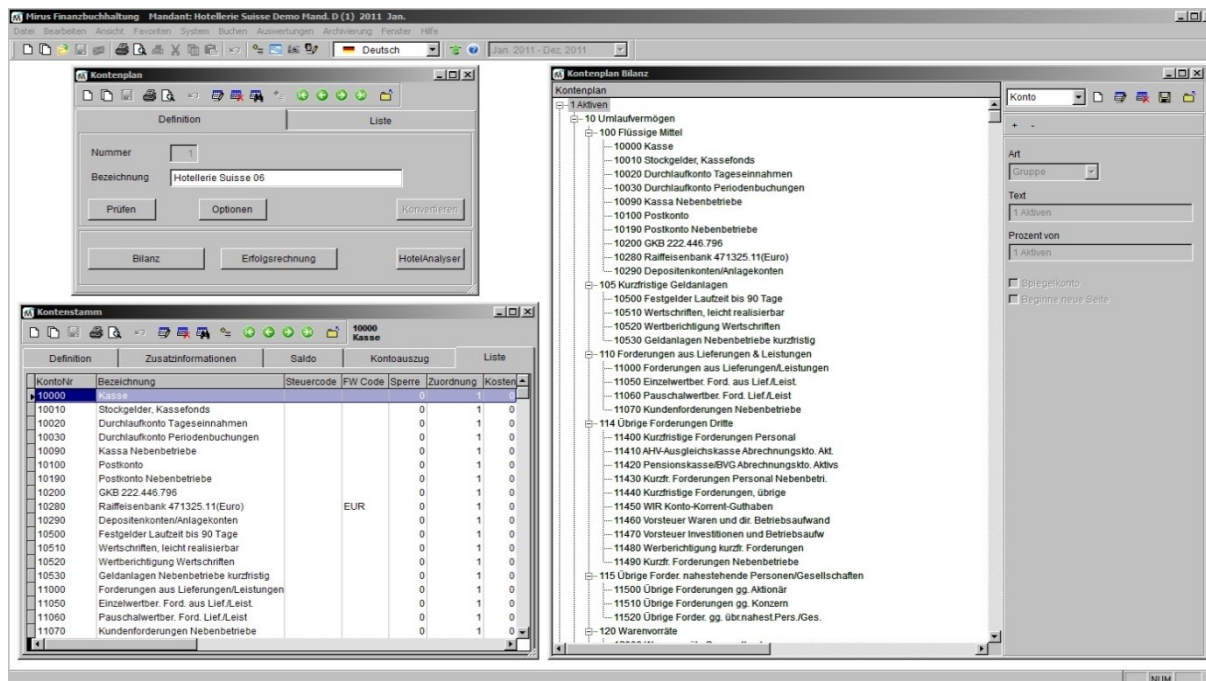 Mirus Finanzbuchhaltung Mandant: Hotellerie Suisse Demo Mand. D (1) 2011 Jan.
Datei Bearbeiten Ansicht Favoriten System Buchen Auswertungen Archivierung Fenster Hilfe
Deutsch Jan. 2011 - Dez. 2011
Kontenplan
Definition Liste
Nummer 1
Bezeichnung Hotellerie Suisse 06
Prüfen Optionen Konvertieren
Bilanz Erfolgsrechnung HotelAnalyser
Kontenstamm
10000
Kasse
Definition Zusatzinformationen Saldo Kontoauszug Liste
KontoNr Bezeichnung Steuercode FW Code Sperre Zuordnung Kosten
10000 Kasse 0 1 0
10010 Stockgelder, Kassefonds 0 1 0
10020 Durchlaufkonto Tageseinnahmen 0 1 0
10030 Durchlaufkonto Periodenbuchungen 0 1 0
10090 Kassa Nebenbetriebe 0 1 0
10100 Postkonto 0 1 0
10190 Postkonto Nebenbetriebe 0 1 0
10200 GKB 222.446.796 0 1 0
10280 Raiffeisenbank 471325.11(Euro) EUR 0 1 0
10290 Depositenkonten/Anlagekonten 0 1 0
10500 Festgelder Laufzeit bis 90 Tage 0 1 0
10510 Wertschriften, leicht realisierbar 0 1 0
10520 Wertberichtigung Wertschriften 0 1 0
10530 Geldanlagen Nebenbetriebe kurzfristig 0 1 0
11000 Forderungen aus Lieferungen/Leistungen 0 1 0
11050 Einzelwertber. Ford. aus Lief./Leist. 0 1 0
11060 Pauschalwertber. Ford. Lief./Leist 0 1 0
11070 Kundenforderungen Nebenbetriebe 0 1 0
Kontenplan Bilanz
Kontenplan
1 Aktiven
10 Umlaufvermögen
100 Flüssige Mittel
10000 Kasse
10010 Stockgelder, Kassefonds
10020 Durchlaufkonto Tageseinnahmen
10030 Durchlaufkonto Periodenbuchungen
10090 Kassa Nebenbetriebe
10100 Postkonto
10190 Postkonto Nebenbetriebe
10200 GKB 222.446.796
10280 Raiffeisenbank 471325.11(Euro)
10290 Depositenkonten/Anlagekonten
105 Kurzfristige Geldanlagen
10500 Festgelder Laufzeit bis 90 Tage
10510 Wertschriften, leicht realisierbar
10520 Wertberichtigung Wertschriften
10530 Geldanlagen Nebenbetriebe kurzfristig
110 Forderungen aus Lieferungen & Leistungen
11000 Forderungen aus Lieferungen/Leistungen
11050 Einzelwertber. Ford. aus Lief./Leist.
11060 Pauschalwertber. Ford. Lief./Leist
11070 Kundenforderungen Nebenbetriebe
114 Übrige Forderungen Dritte
11400 Kurzfristige Forderungen Personal
11410 AHV-Ausgleichskasse Abrechnungskto. Akt.
11420 Pensionskasse/BVG Abrechnungskto. Aktivs
11430 Kurzfr. Forderungen Personal Nebenbetri.
11440 Kurzfristige Forderungen, übrige
11450 WIR Konto-Korrent-Guthaben
11460 Vorsteuer Waren und dir. Betriebsaufwand
11470 Vorsteuer Investitionen und Betriebsaufw
11480 Werberichtigung kurzfr. Forderungen
11490 Kurzfr. Forderungen Nebenbetriebe
115 Übrige Forder. nahestehende Personen/Gesellschaften
11500 Übrige Forderungen gg. Aktionär
11510 Übrige Forderungen gg. Konzern
11520 Übrige Forder. gg. übr.nahest.Pers./Ges.
120 Warenvorräte
Konto
+ -
Art
Gruppe
Text
1 Aktiven
Prozent von
1 Aktiven
Spiegelkonto
Beginne neue Seite
NUM